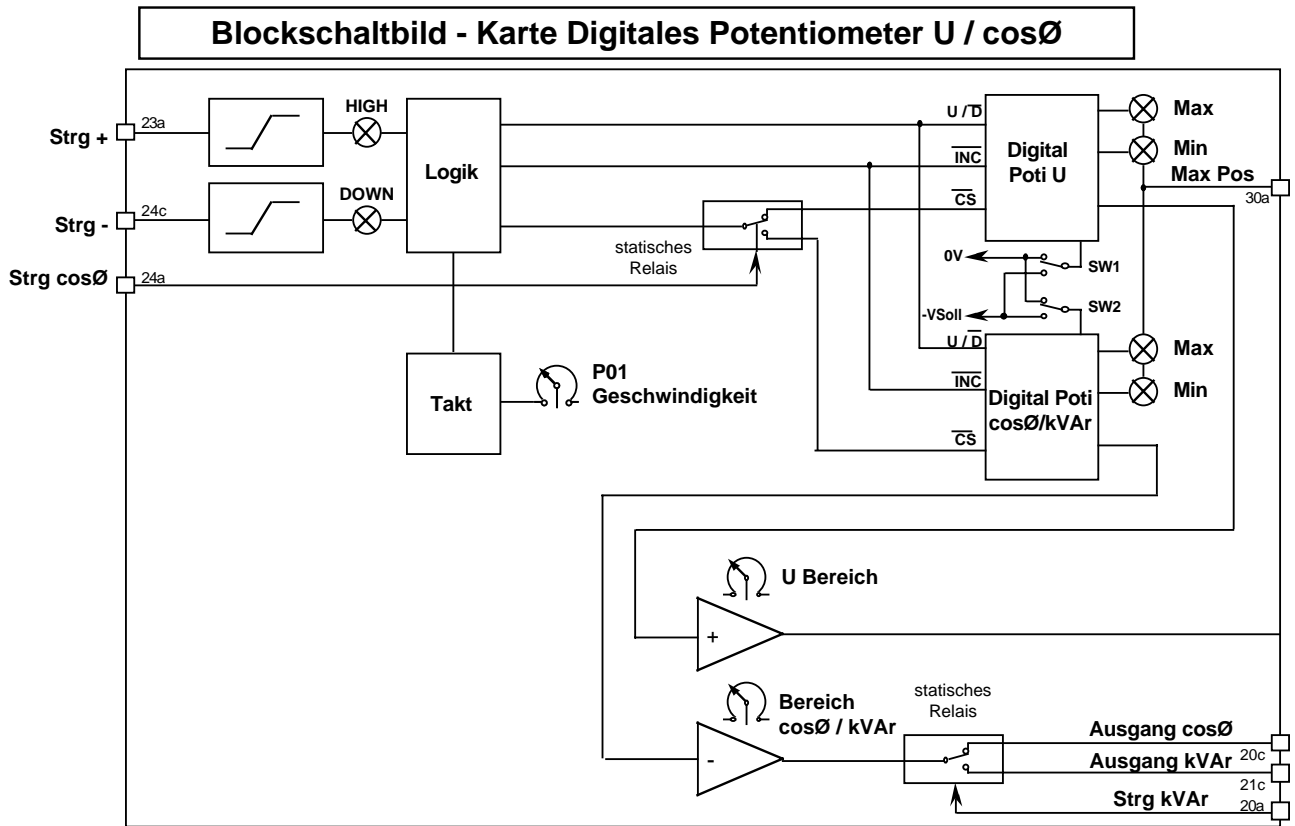 Blockschaltbild - Karte Digitales Potentiometer U / cosØ
Strg +
23a
HIGH
Logik
U / D
INC
CS
Digital
Poti U
Max
Min
Max Pos
30a
Strg -
24c
DOWN
statisches
Relais
Strg cosØ
24a
0V
SW1
-VSoll
SW2
Takt
P01
Geschwindigkeit
U / D
INC
CS
Digital Poti
cosØ/kVAr
Max
Min
U Bereich
+
Bereich
cosØ / kVAr
-
statisches
Relais
Ausgang cosØ
20c
Ausgang kVAr
21c
Strg kVAr
20a